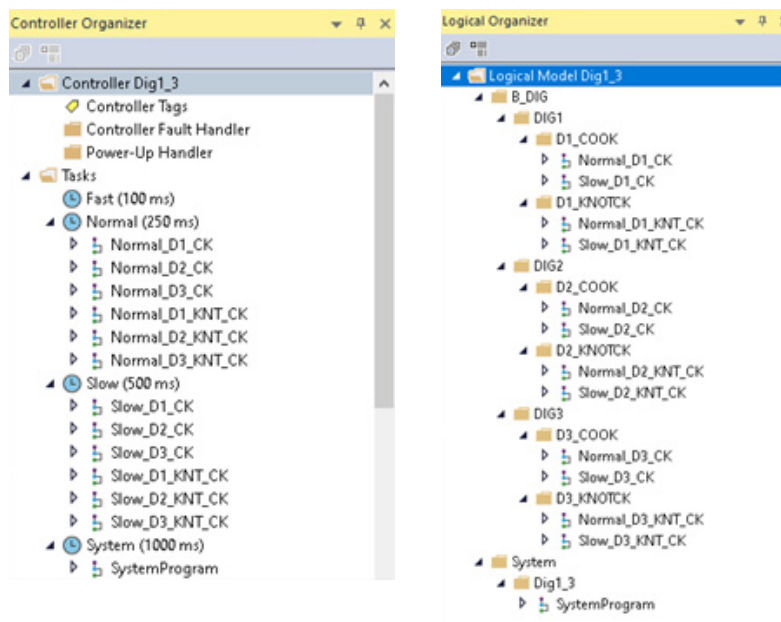 Controller Organizer
Controller Dig1_3
Controller Tags
Controller Fault Handler
Power-Up Handler
Tasks
Fast (100 ms)
Normal (250 ms)
Normal_D1_CK
Normal_D2_CK
Normal_D3_CK
Normal_D1_KNT_CK
Normal_D2_KNT_CK
Normal_D3_KNT_CK
Slow (500 ms)
Slow_D1_CK
Slow_D2_CK
Slow_D3_CK
Slow_D1_KNT_CK
Slow_D2_KNT_CK
Slow_D3_KNT_CK
System (1000 ms)
SystemProgram
Logical Organizer
Logical Model Dig1_3
B_DIG
DIG1
D1_COOK
Normal_D1_CK
Slow_D1_CK
D1_KNOTCK
Normal_D1_KNT_CK
Slow_D1_KNT_CK
DIG2
D2_COOK
Normal_D2_CK
Slow_D2_CK
D2_KNOTCK
Normal_D2_KNT_CK
Slow_D2_KNT_CK
DIG3
D3_COOK
Normal_D3_CK
Slow_D3_CK
D3_KNOTCK
Normal_D3_KNT_CK
Slow_D3_KNT_CK
System
Dig1_3
SystemProgram